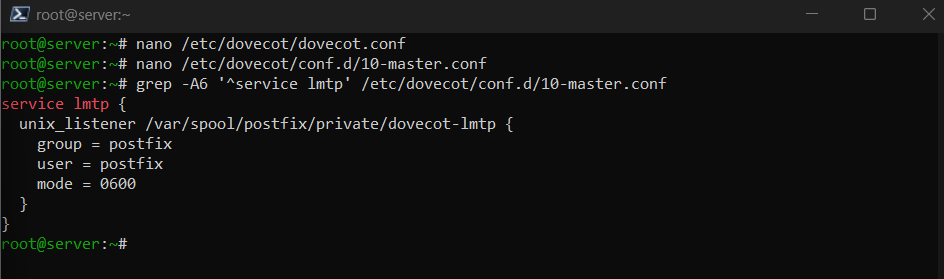 root@server:~
root@server:~# nano /etc/dovecot/dovecot.conf
root@server:~# nano /etc/dovecot/conf.d/10-master.conf
root@server:~# grep -A6 '^service lmtp' /etc/dovecot/conf.d/10-master.conf
service lmtp {
  unix_listener /var/spool/postfix/private/dovecot-lmtp {
    group = postfix
    user = postfix
    mode = 0600
  }
}
root@server:~#